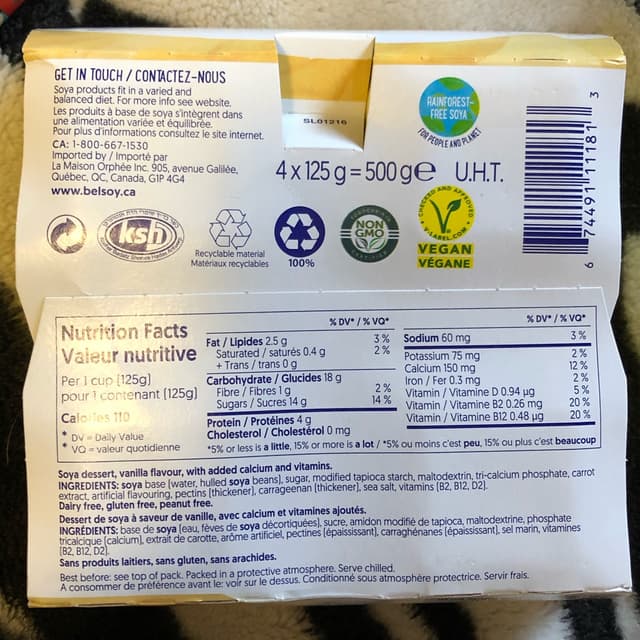 GET IN TOUCH / CONTACTEZ-NOUS
Soya products fit in a varied and
balanced diet. For more info see website.
Les produits à base de soya s'intègrent dans
une alimentation variée et équilibrée.
Pour plus d'informations consultez le site internet.
CA: 1-800-667-1530
Imported by / Importé par
La Maison Orphée Inc. 905, avenue Galilée,
Québec, QC, Canada, G1P 4G4
www.belsoy.ca
SL01216
4 x 125 g = 500 g e U.H.T.
RAINFOREST-
FREE SOYA
FOR PEOPLE AND PLANET
6 74491 11181 3
ksh
Recyclable material
Matériaux recyclables
100%
NON
GMO
CHECKED AND APPROVED
V-LABEL.COM
VEGAN
VÉGANE
Nutrition Facts
Valeur nutritive
Per 1 cup (125g)
pour 1 contenant (125g)
Calories 110
* DV = Daily Value
* VQ = valeur quotidienne
% DV* / % VQ*
Fat / Lipides 2.5 g 3 %
Saturated / saturés 0.4 g 2 %
+ Trans / trans 0 g
Carbohydrate / Glucides 18 g
Fibre / Fibres 1 g 2 %
Sugars / Sucres 14 g 14 %
Protein / Protéines 4 g
Cholesterol / Cholestérol 0 mg
% DV* / % VQ*
Sodium 60 mg 3 %
Potassium 75 mg 2 %
Calcium 150 mg 12 %
Iron / Fer 0.3 mg 2 %
Vitamin / Vitamine D 0.94 µg 5 %
Vitamin / Vitamine B2 0.26 mg 20 %
Vitamin / Vitamine B12 0.48 µg 20 %
*5% or less is a little, 15% or more is a lot / *5% ou moins c'est peu, 15% ou plus c'est beaucoup
Soya dessert, vanilla flavour, with added calcium and vitamins.
INGREDIENTS: soya base (water, hulled soya beans), sugar, modified tapioca starch, maltodextrin, tri-calcium phosphate, carrot
extract, artificial flavouring, pectins (thickener), carrageenan (thickener), sea salt, vitamins (B2, B12, D2).
Dairy free, gluten free, peanut free.
Dessert de soya à saveur de vanille, avec calcium et vitamines ajoutés.
INGRÉDIENTS: base de soya (eau, fèves de soya décortiquées), sucre, amidon modifié de tapioca, maltodextrine, phosphate
tricalcique (calcium), extrait de carotte, arôme artificiel, pectines (épaississant), carraghénanes (épaississant), sel marin, vitamines
(B2, B12, D2).
Sans produits laitiers, sans gluten, sans arachides.
Best before: see top of pack. Packed in a protective atmosphere. Serve chilled.
A consommer de préférence avant le: voir sur le dessus. Conditionné sous atmosphère protectrice. Servir frais.